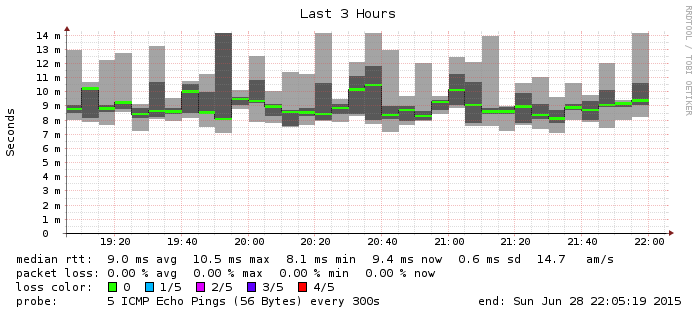 Last 3 Hours
RRDTOOL / TOBI OETIKER
Seconds
14 m
13 m
12 m
11 m
10 m
9 m
8 m
7 m
6 m
5 m
4 m
3 m
2 m
1 m
0
19:20 19:40 20:00 20:20 20:40 21:00 21:20 21:40 22:00
median rtt: 9.0 ms avg 10.5 ms max 8.1 ms min 9.4 ms now 0.6 ms sd 14.7 am/s
packet loss: 0.00 % avg 0.00 % max 0.00 % min 0.00 % now
loss color: 0 1/5 2/5 3/5 4/5
probe: 5 ICMP Echo Pings (56 Bytes) every 300s end: Sun Jun 28 22:05:19 2015